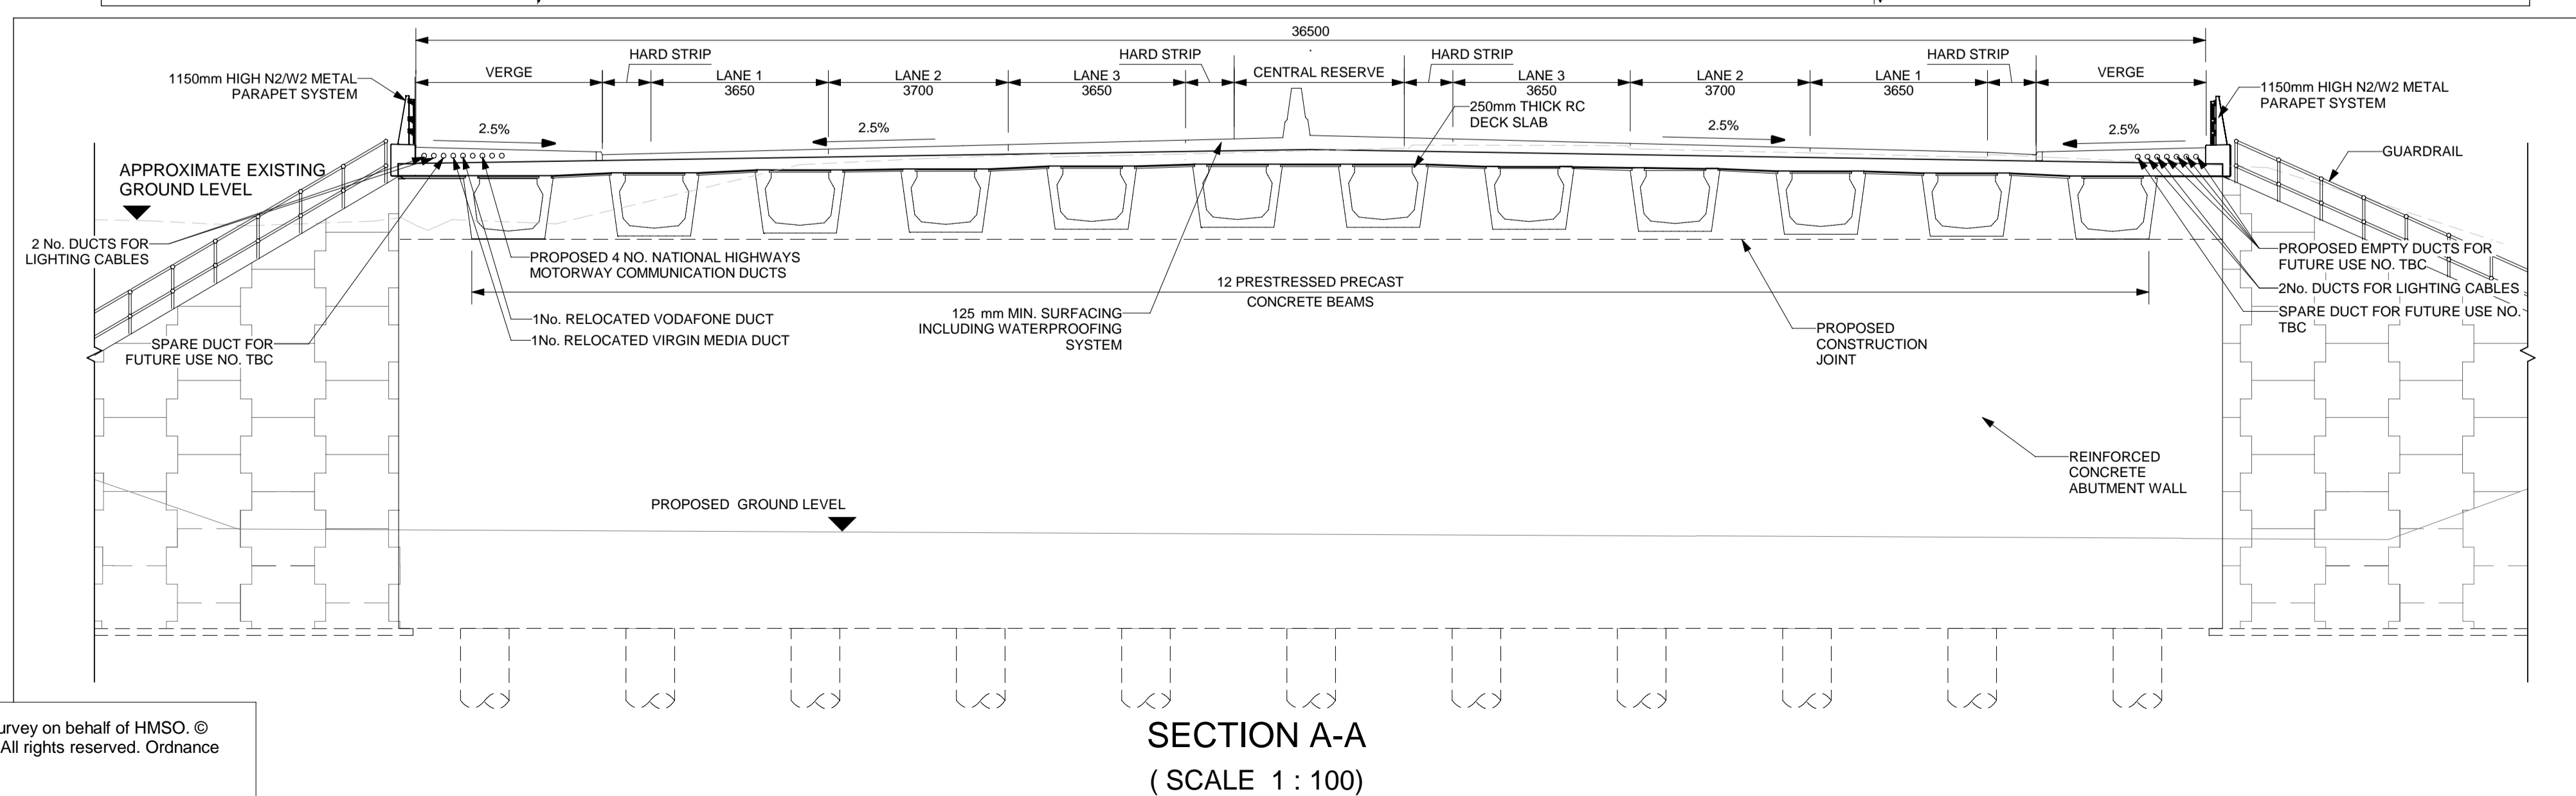 36500
HARD STRIP
HARD STRIP
HARD STRIP
HARD STRIP
VERGE
LANE 1
3650
LANE 2
3700
LANE 3
3650
CENTRAL RESERVE
LANE 3
3650
LANE 2
3700
LANE 1
3650
VERGE
1150mm HIGH N2/W2 METAL
PARAPET SYSTEM
1150mm HIGH N2/W2 METAL
PARAPET SYSTEM
250mm THICK RC
DECK SLAB
2.5%
2.5%
2.5%
2.5%
APPROXIMATE EXISTING
GROUND LEVEL
GUARDRAIL
2 No. DUCTS FOR
LIGHTING CABLES
PROPOSED 4 NO. NATIONAL HIGHWAYS
MOTORWAY COMMUNICATION DUCTS
PROPOSED EMPTY DUCTS FOR
FUTURE USE NO. TBC
12 PRESTRESSED PRECAST
CONCRETE BEAMS
2No. DUCTS FOR LIGHTING CABLES
1No. RELOCATED VODAFONE DUCT
1No. RELOCATED VIRGIN MEDIA DUCT
125 mm MIN. SURFACING
INCLUDING WATERPROOFING
SYSTEM
SPARE DUCT FOR FUTURE USE NO.
TBC
SPARE DUCT FOR
FUTURE USE NO. TBC
PROPOSED
CONSTRUCTION
JOINT
REINFORCED
CONCRETE
ABUTMENT WALL
PROPOSED GROUND LEVEL
SECTION A-A
( SCALE 1 : 100)
urvey on behalf of HMSO. ©
All rights reserved. Ordnance